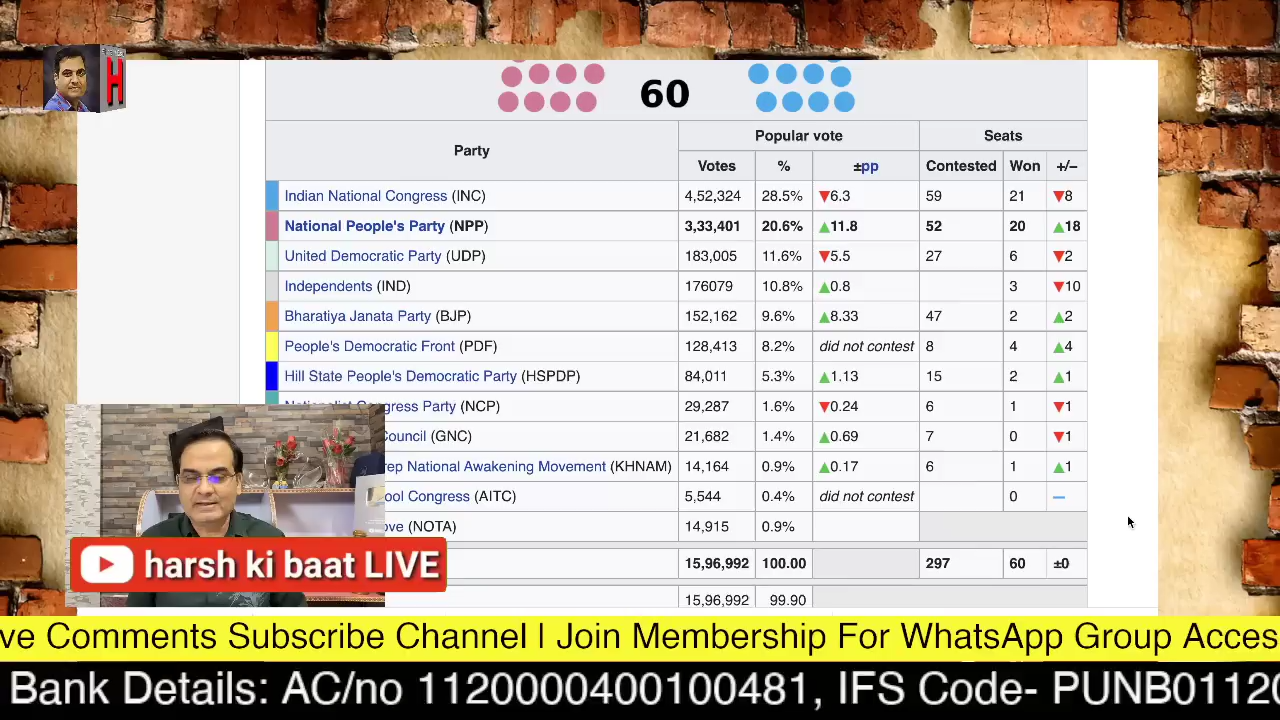 H
60
Party
Popular vote
Seats
Votes % ±pp Contested Won +/–
Indian National Congress (INC) 4,52,324 28.5% ▼6.3 59 21 ▼8
National People's Party (NPP) 3,33,401 20.6% ▲11.8 52 20 ▲18
United Democratic Party (UDP) 183,005 11.6% ▼5.5 27 6 ▼2
Independents (IND) 176079 10.8% ▲0.8 3 ▼10
Bharatiya Janata Party (BJP) 152,162 9.6% ▲8.33 47 2 ▲2
People's Democratic Front (PDF) 128,413 8.2% did not contest 8 4 ▲4
Hill State People's Democratic Party (HSPDP) 84,011 5.3% ▲1.13 15 2 ▲1
Nationalist Congress Party (NCP) 29,287 1.6% ▼0.24 6 1 ▼1
Council (GNC) 21,682 1.4% ▲0.69 7 0 ▼1
rep National Awakening Movement (KHNAM) 14,164 0.9% ▲0.17 6 1 ▲1
ool Congress (AITC) 5,544 0.4% did not contest 0 –
ove (NOTA) 14,915 0.9%
15,96,992 100.00 297 60 ±0
15,96,992 99.90
harsh ki baat LIVE
ve Comments Subscribe Channel | Join Membership For WhatsApp Group Acces
Bank Details: AC/no 1120000400100481, IFS Code- PUNB01120